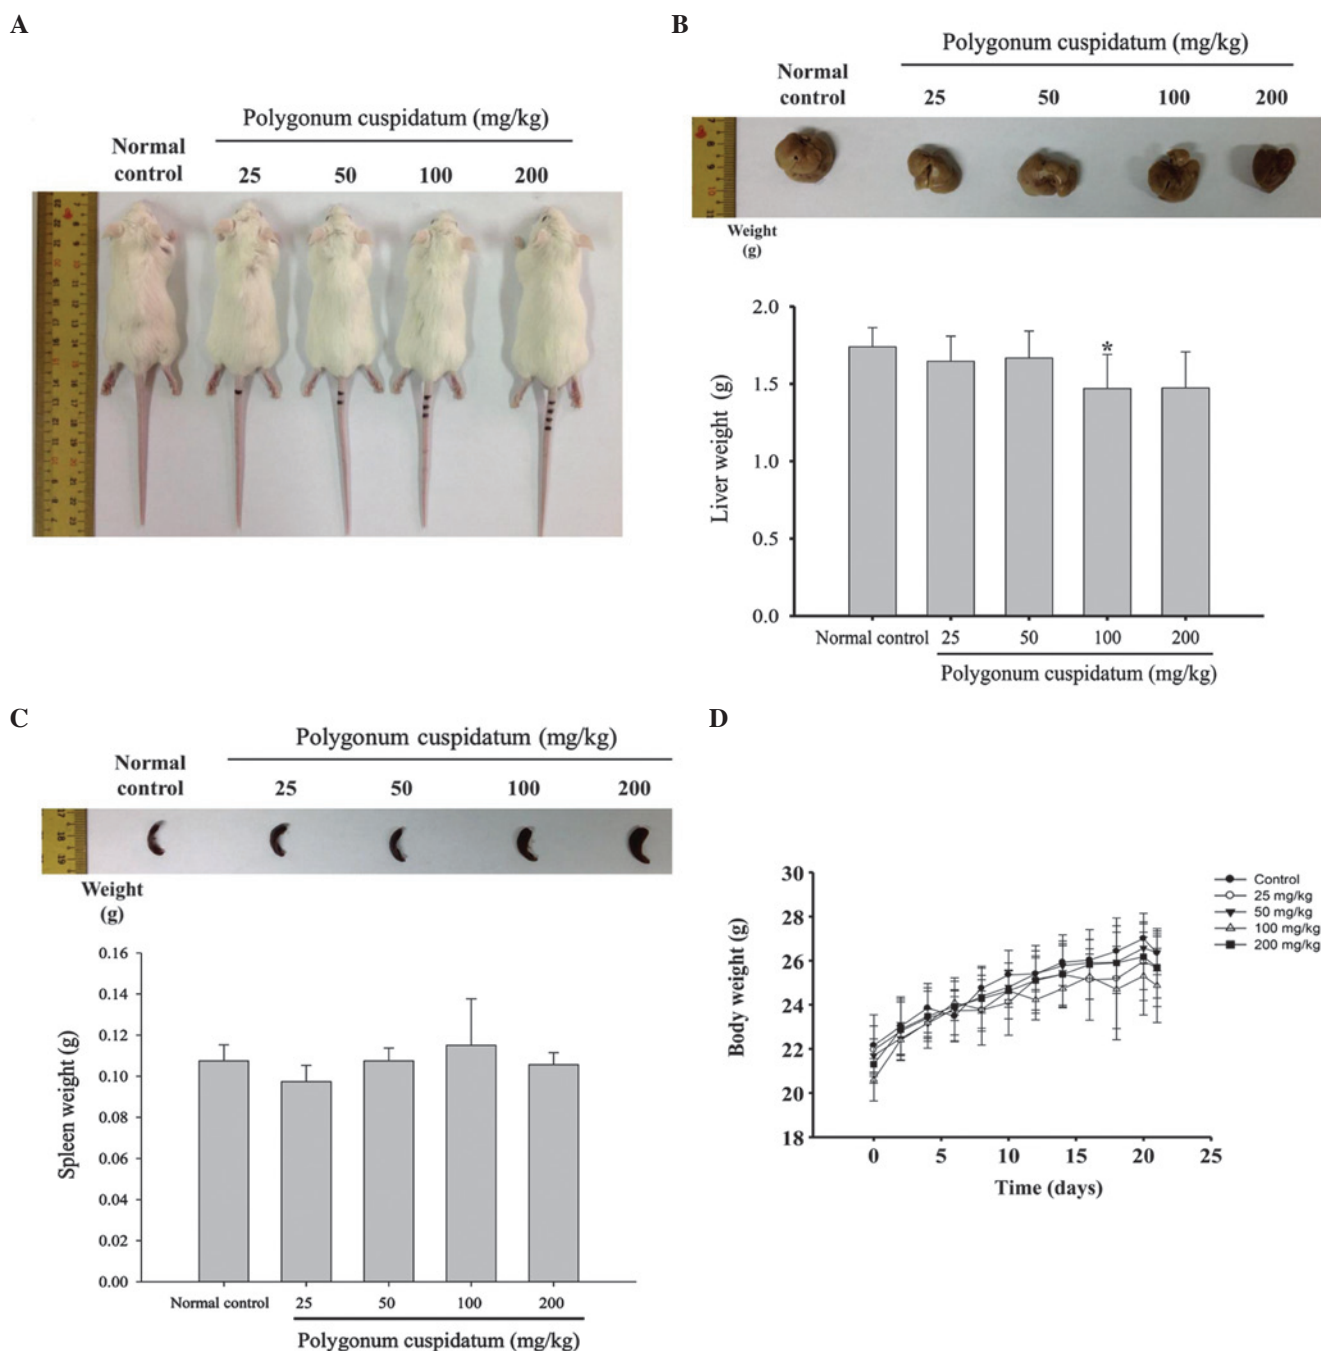 A
Polygonum cuspidatum (mg/kg)
Normal
control
25 50 100 200
B
Polygonum cuspidatum (mg/kg)
Normal
control
25 50 100 200
Weight
(g)
Liver weight (g)
2.0
1.5
1.0
0.5
0.0
*
Normal control 25 50 100 200
Polygonum cuspidatum (mg/kg)
C
Polygonum cuspidatum (mg/kg)
Normal
control
25 50 100 200
17
18
19
Weight
(g)
Spleen weight (g)
0.16
0.14
0.12
0.10
0.08
0.06
0.04
0.02
0.00
Normal control 25 50 100 200
Polygonum cuspidatum (mg/kg)
D
Body weight (g)
30
28
26
24
22
20
18
0 5 10 15 20 25
Time (days)
Control
25 mg/kg
50 mg/kg
100 mg/kg
200 mg/kg